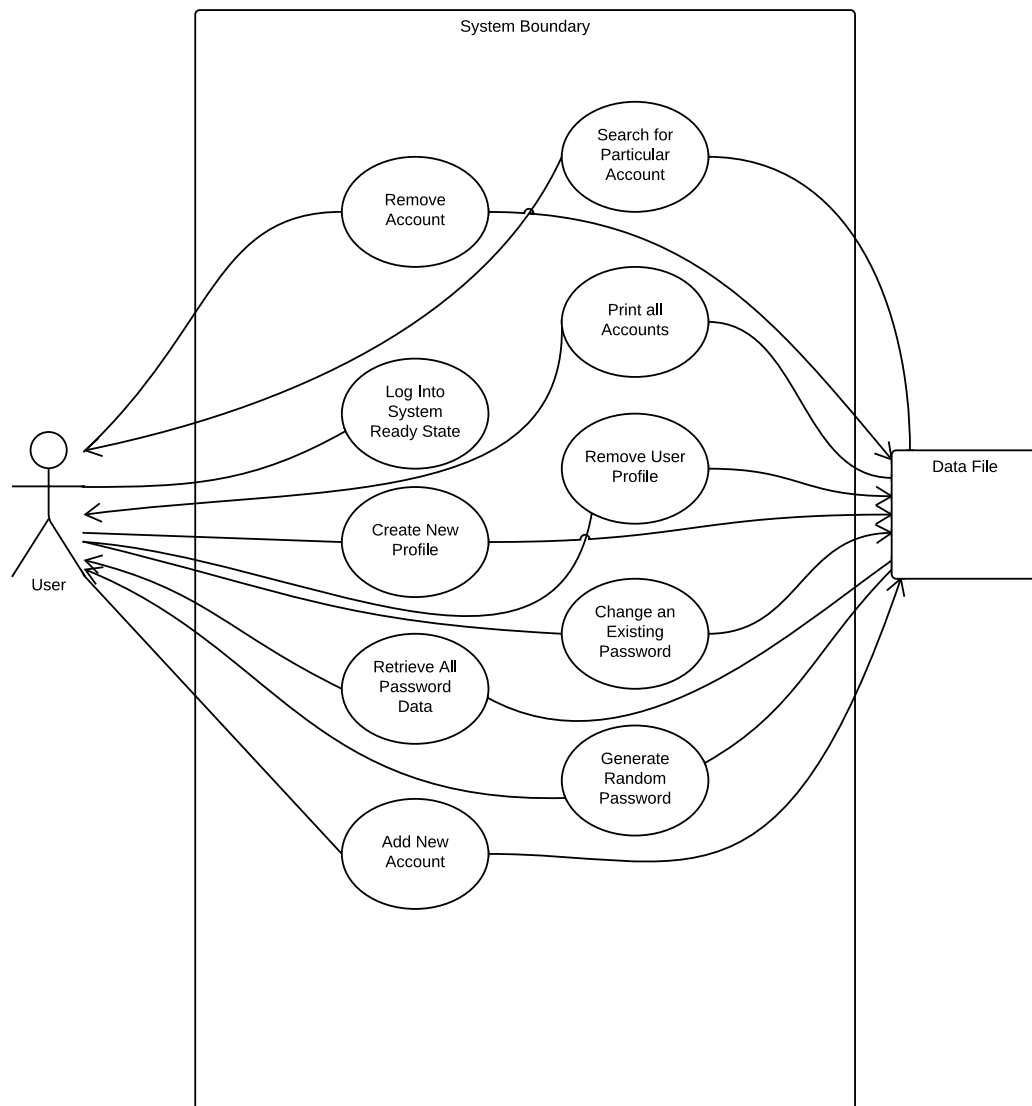 System Boundary
Search for
Particular
Account
Remove
Account
Print all
Accounts
Log Into
System
Ready State
Remove User
Profile
Data File
Create New
Profile
User
Change an
Existing
Password
Retrieve All
Password
Data
Generate
Random
Password
Add New
Account